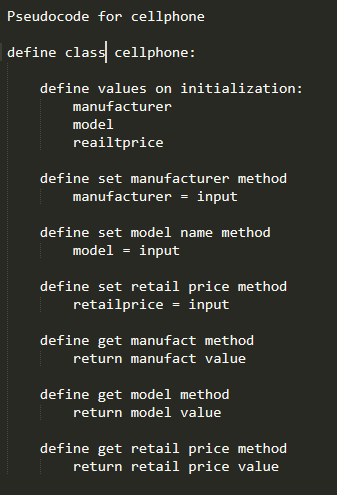 Pseudocode for cellphone
define class cellphone:
define values on initialization:
manufacturer
model
reailtprice
define set manufacturer method
manufacturer = input
define set model name method
model = input
define set retail price method
retailprice = input
define get manufact method
return manufact value
define get model method
return model value
define get retail price method
return retail price value